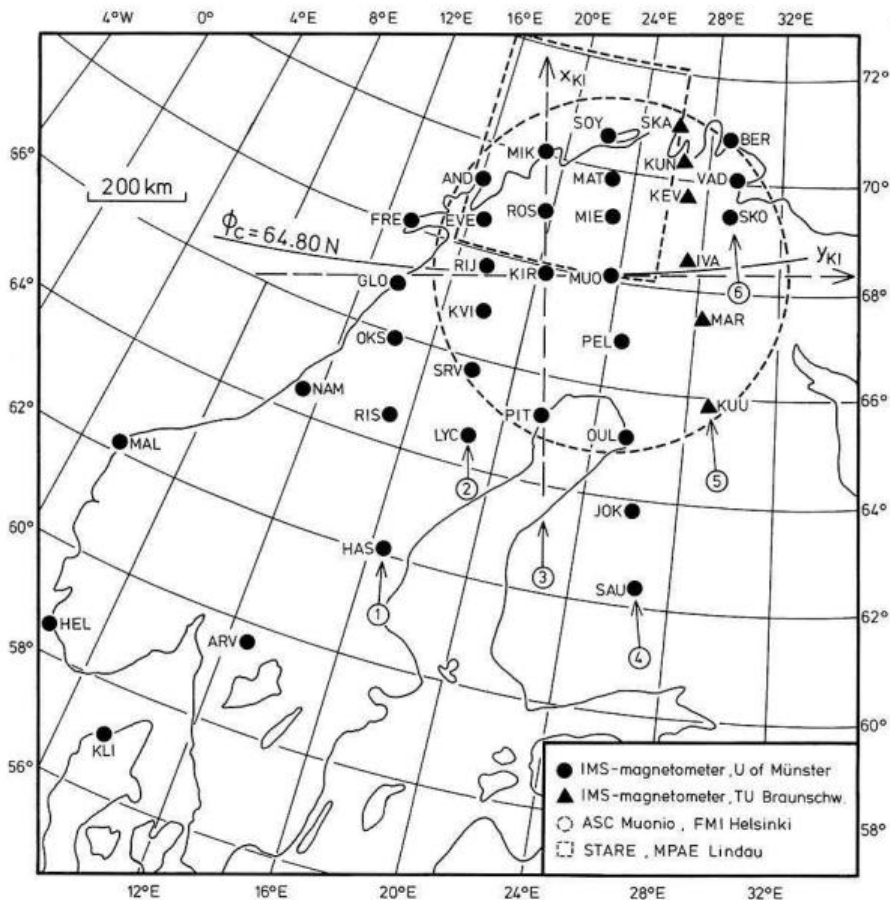 4°W 0° 4°E 8°E 12°E 16°E 20°E 24°E 28°E 32°E
72°
x_KI
SOY SKA BER
66° MIK KUN
AND MAT VAD 70°
200 km KEV
FRE EVE ROS MIE SKO
ϕ_c = 64.80 N
RIJ IVA y_KI
64° GLO KIR MUO 68°
⑥
KVI MAR
OKS PEL
SRV
62° NAM 66°
RIS PIT KUU
MAL LYC OUL
② ⑤
60° JOK 64°
HAS
③
SAU
① 62°
HEL
58° ARV
④
60°
KLI
56°
IMS-magnetometer, U of Münster
IMS-magnetometer, TU Braunschw.
ASC Muonio, FMI Helsinki
58°
STARE, MPAE Lindau
12°E 16°E 20°E 24°E 28°E 32°E